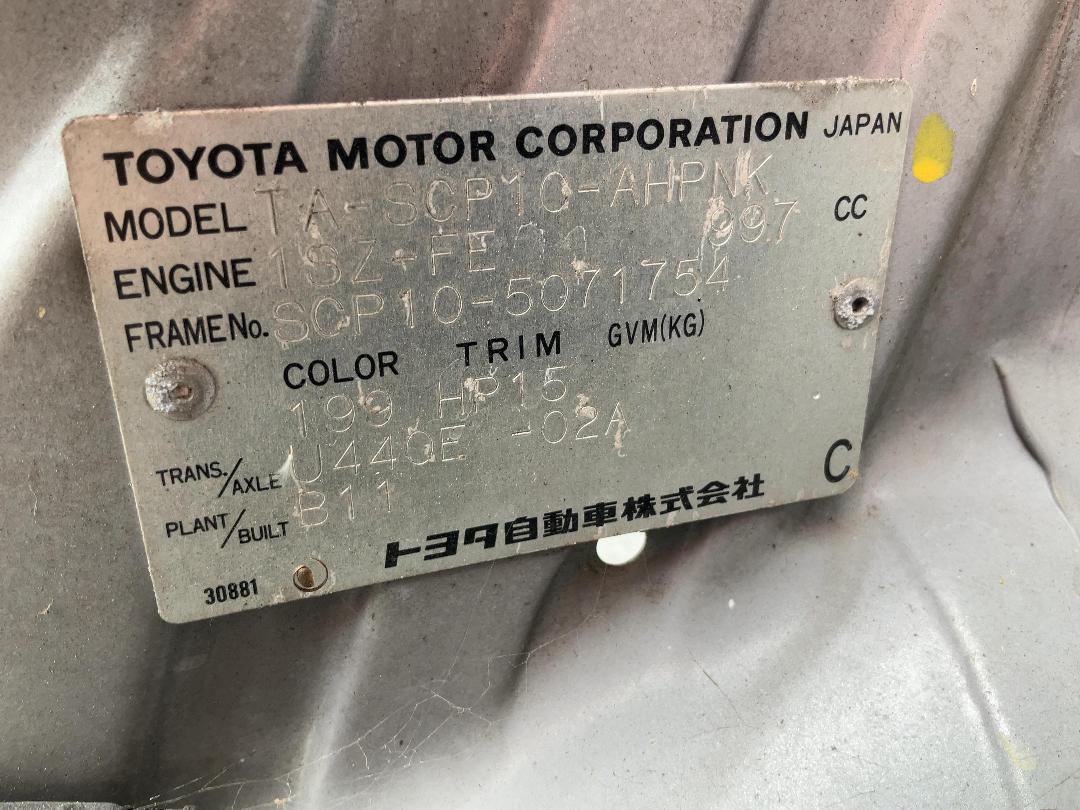 TOYOTA MOTOR CORPORATION JAPAN
MODEL TA-SCP10-AHPNK
ENGINE 1SZ-FE 997 CC
FRAME No. SCP10-5071754
COLOR TRIM GVM(KG)
199 HP15
TRANS./AXLE U440E -02A
PLANT/BUILT B11
C
トヨタ自動車株式会社
30881